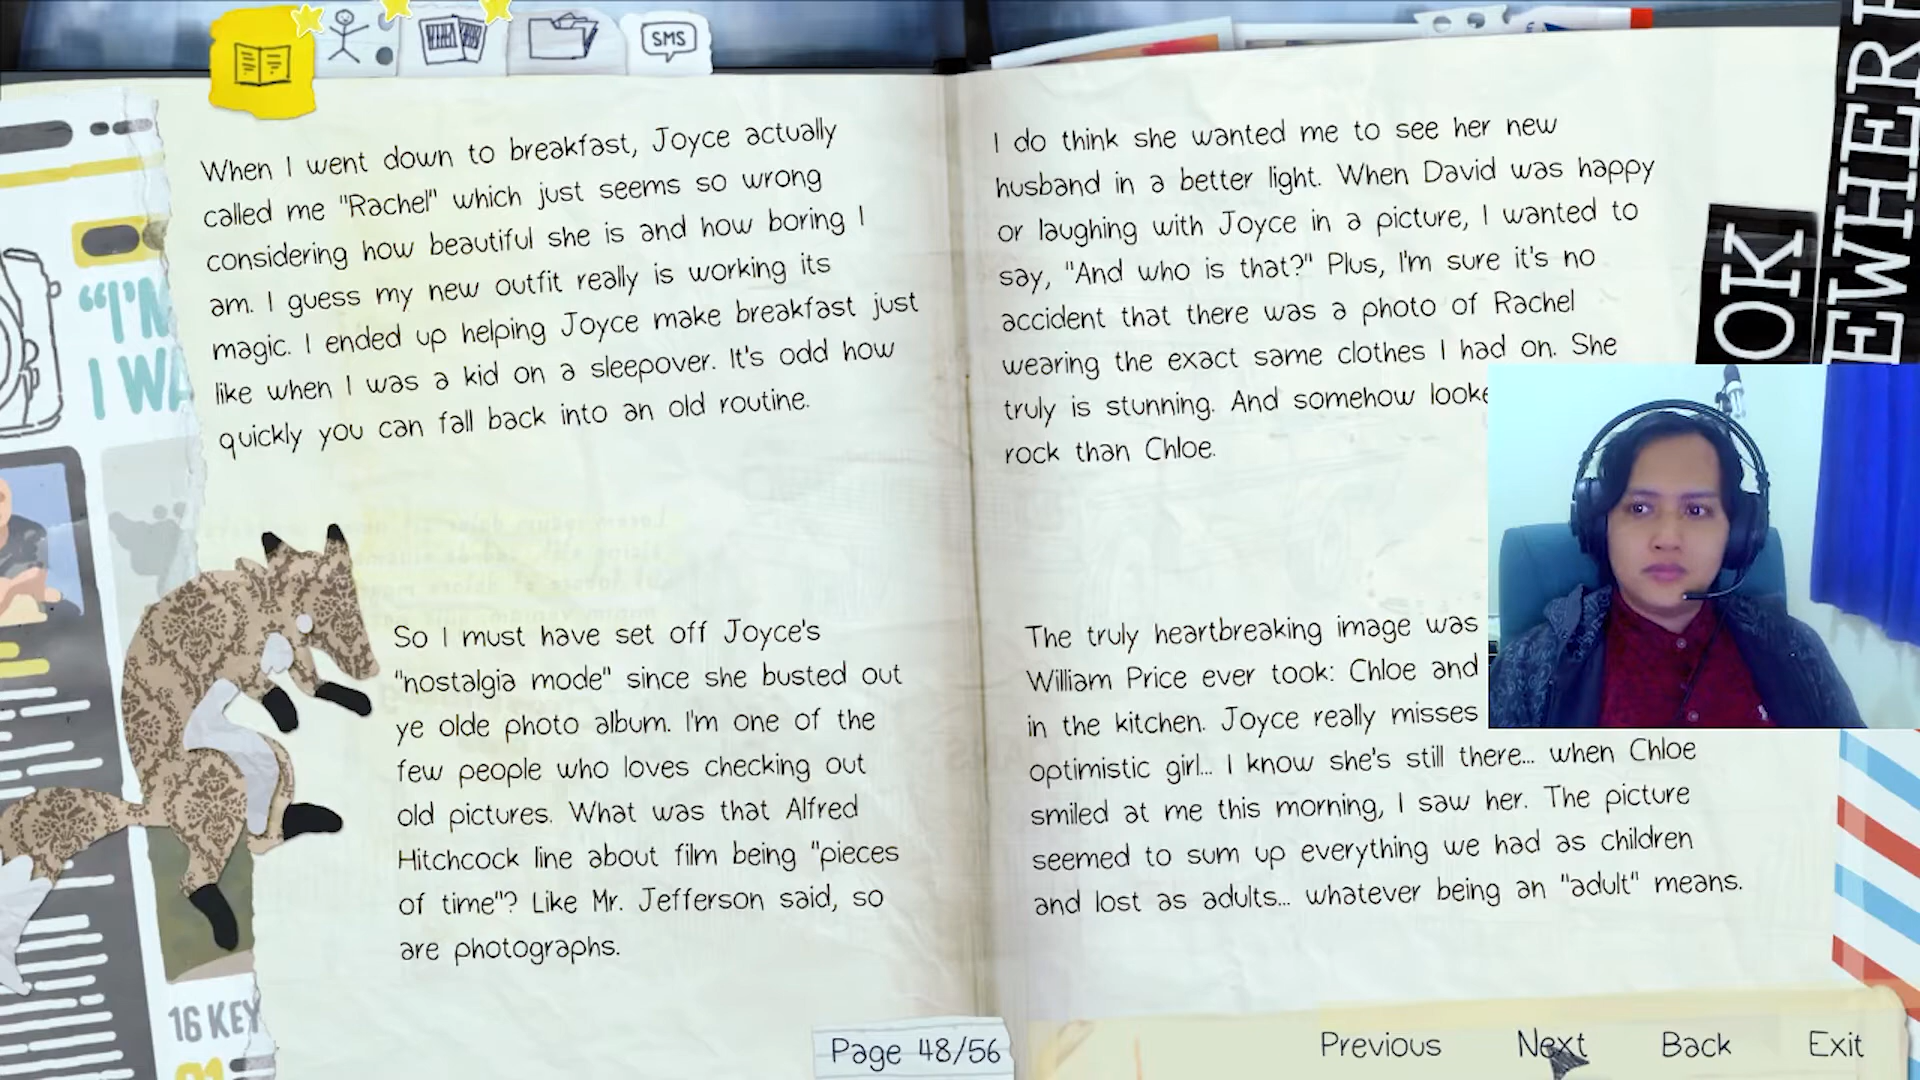 SMS
When I went down to breakfast, Joyce actually
called me "Rachel" which just seems so wrong
considering how beautiful she is and how boring I
am. I guess my new outfit really is working its
magic. I ended up helping Joyce make breakfast just
like when I was a kid on a sleepover. It's odd how
quickly you can fall back into an old routine.
So I must have set off Joyce's
"nostalgia mode" since she busted out
ye olde photo album. I'm one of the
few people who loves checking out
old pictures. What was that Alfred
Hitchcock line about film being "pieces
of time"? Like Mr. Jefferson said, so
are photographs.
I do think she wanted me to see her new
husband in a better light. When David was happy
or laughing with Joyce in a picture, I wanted to
say, "And who is that?" Plus, I'm sure it's no
accident that there was a photo of Rachel
wearing the exact same clothes I had on. She
truly is stunning. And somehow looke
rock than Chloe.
The truly heartbreaking image was
William Price ever took: Chloe and
in the kitchen. Joyce really misses
optimistic girl... I know she's still there... when Chloe
smiled at me this morning, I saw her. The picture
seemed to sum up everything we had as children
and lost as adults... whatever being an "adult" means.
"I'M
I WA
OK
EWHERE
16 KEY
Page 48/56
Previous
Next
Back
Exit